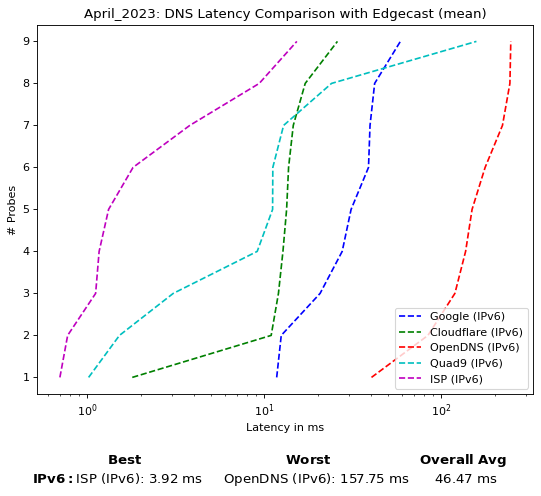 April_2023: DNS Latency Comparison with Edgecast (mean)
9
8
7
6
5
4
3
2
1
# Probes
Google (IPv6)
Cloudflare (IPv6)
OpenDNS (IPv6)
Quad9 (IPv6)
ISP (IPv6)
10⁰ 10¹ 10²
Latency in ms
Best Worst Overall Avg
IPv6: ISP (IPv6): 3.92 ms OpenDNS (IPv6): 157.75 ms 46.47 ms